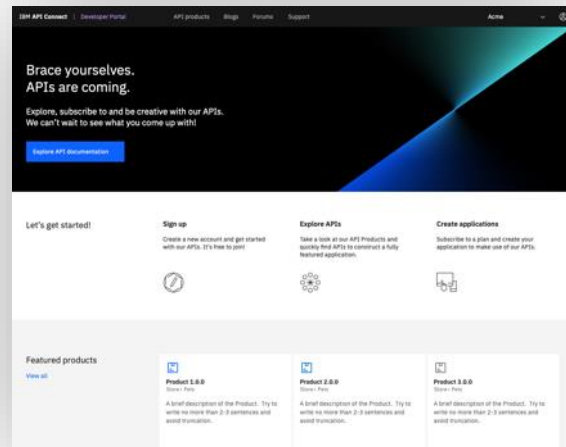 IBM API Connect | Developer Portal API products Blogs Forums Support Acme
Brace yourselves.
APIs are coming.
Explore, subscribe to and be creative with our APIs.
We can't wait to see what you come up with!
Explore API documentation
Let's get started!
Sign up
Create a new account and get started
with our APIs. It's free to join!
Explore APIs
Take a look at our API Products and
quickly find APIs to construct a fully
featured application.
Create applications
Subscribe to a plan and create your
application to make use of our APIs.
Featured products
View all
Product 1.0.0
Store › Pets
A brief description of the Product. Try to
write no more than 2-3 sentences and
avoid truncation.
Product 2.0.0
Store › Pets
A brief description of the Product. Try to
write no more than 2-3 sentences and
avoid truncation.
Product 3.0.0
Store › Pets
A brief description of the Product. Try to
write no more than 2-3 sentences and
avoid truncation.